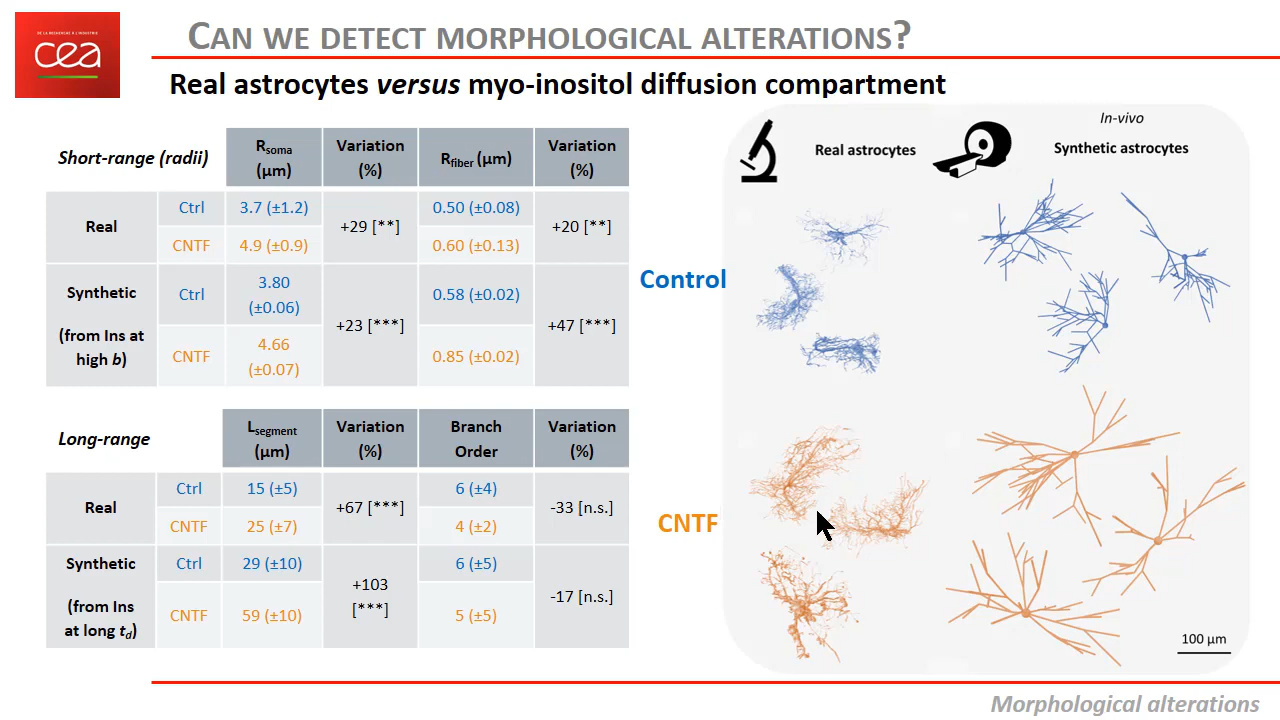 DE LA RECHERCHE À L'INDUSTRIE
cea
CAN WE DETECT MORPHOLOGICAL ALTERATIONS?
Real astrocytes versus myo-inositol diffusion compartment
Short-range (radii)
Rsoma (µm)
Variation (%)
Rfiber (µm)
Variation (%)
Real
Ctrl
3.7 (±1.2)
+29 [**]
0.50 (±0.08)
+20 [**]
CNTF
4.9 (±0.9)
0.60 (±0.13)
Synthetic
(from Ins at
high b)
Ctrl
3.80
(±0.06)
+23 [***]
0.58 (±0.02)
+47 [***]
CNTF
4.66
(±0.07)
0.85 (±0.02)
Long-range
Lsegment
(µm)
Variation
(%)
Branch
Order
Variation
(%)
Real
Ctrl
15 (±5)
+67 [***]
6 (±4)
-33 [n.s.]
CNTF
25 (±7)
4 (±2)
Synthetic
(from Ins
at long td)
Ctrl
29 (±10)
+103
[***]
6 (±5)
-17 [n.s.]
CNTF
59 (±10)
5 (±5)
Real astrocytes
In-vivo
Synthetic astrocytes
Control
CNTF
100 µm
Morphological alterations